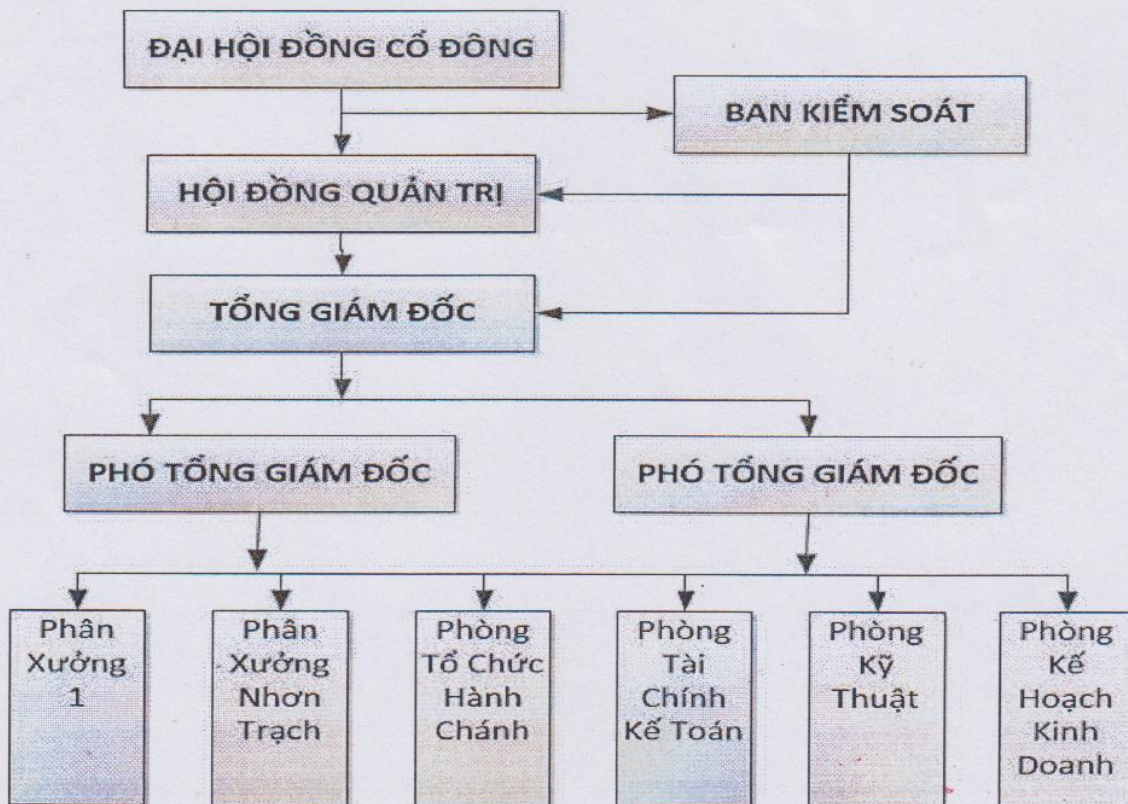 ĐẠI HỘI ĐỒNG CỔ ĐÔNG
BAN KIỂM SOÁT
HỘI ĐỒNG QUẢN TRỊ
TỔNG GIÁM ĐỐC
PHÓ TỔNG GIÁM ĐỐC
PHÓ TỔNG GIÁM ĐỐC
Phân
Xưởng
1
Phân
Xưởng
Nhơn
Trạch
Phòng
Tổ Chức
Hành
Chánh
Phòng
Tài
Chính
Kế Toán
Phòng
Kỹ
Thuật
Phòng
Kế
Hoạch
Kinh
Doanh